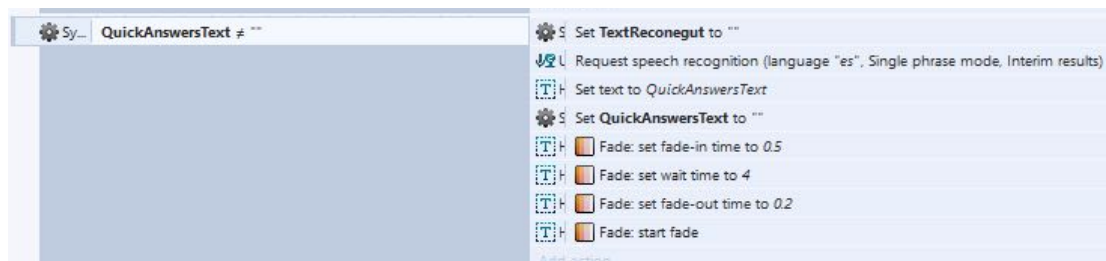 Sy... QuickAnswersText ≠ ""
S Set TextReconegut to ""
U Request speech recognition (language "es", Single phrase mode, Interim results)
T H Set text to QuickAnswersText
S Set QuickAnswersText to ""
T H Fade: set fade-in time to 0.5
T H Fade: set wait time to 4
T H Fade: set fade-out time to 0.2
T H Fade: start fade
Add action